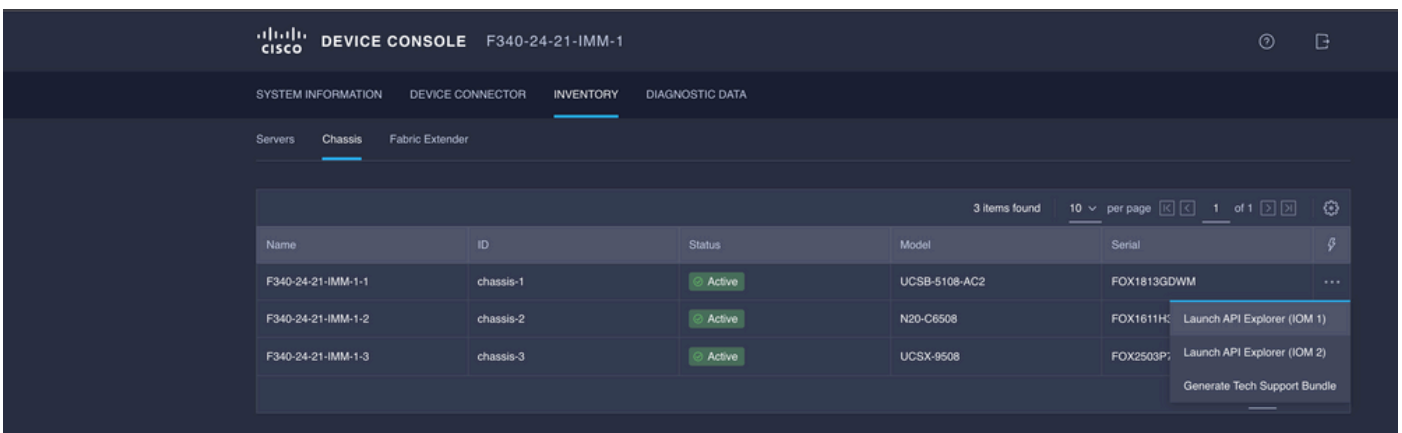 CISCO DEVICE CONSOLE F340-24-21-IMM-1
SYSTEM INFORMATION DEVICE CONNECTOR INVENTORY DIAGNOSTIC DATA
Servers Chassis Fabric Extender
3 items found 10 per page 1 of 1
Name ID Status Model Serial
F340-24-21-IMM-1-1 chassis-1 Active UCSB-5108-AC2 FOX1813GDWM ...
F340-24-21-IMM-1-2 chassis-2 Active N20-C6508 FOX1611H
Launch API Explorer (IOM 1)
F340-24-21-IMM-1-3 chassis-3 Active UCSX-9508 FOX2503P
Launch API Explorer (IOM 2)
Generate Tech Support Bundle